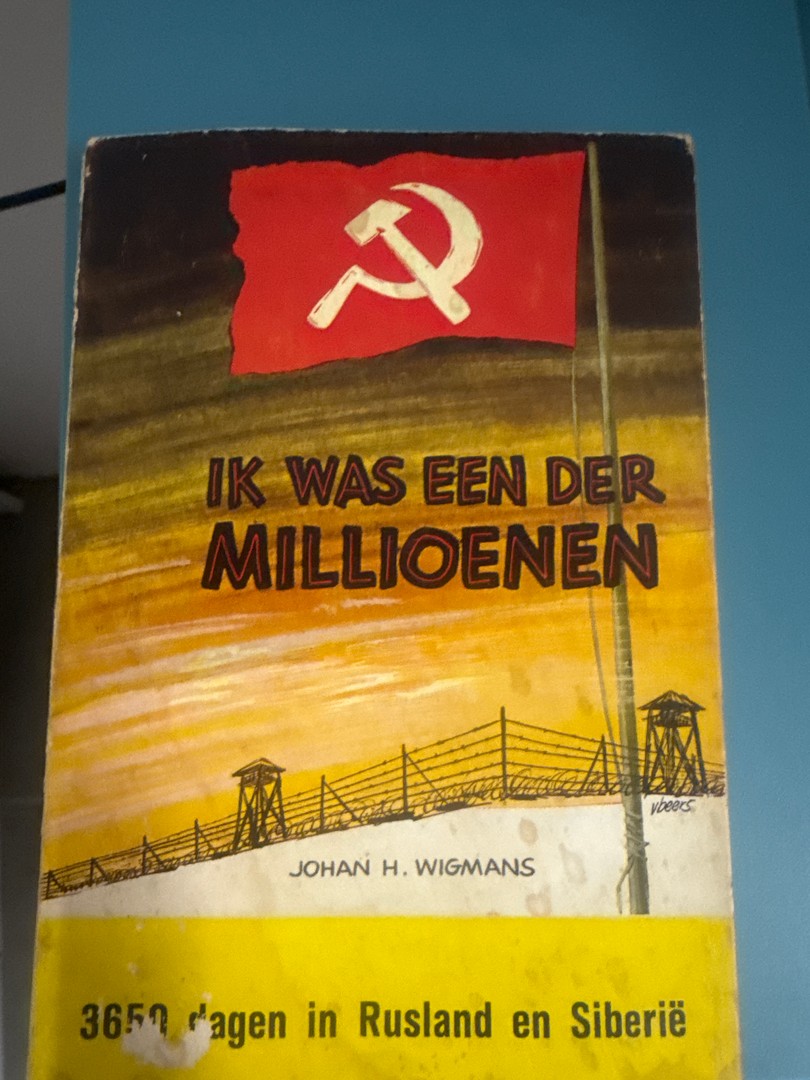 IK WAS EEN DER
MILLIOENEN
vbeers
JOHAN H. WIGMANS
3650 dagen in Rusland en Siberië